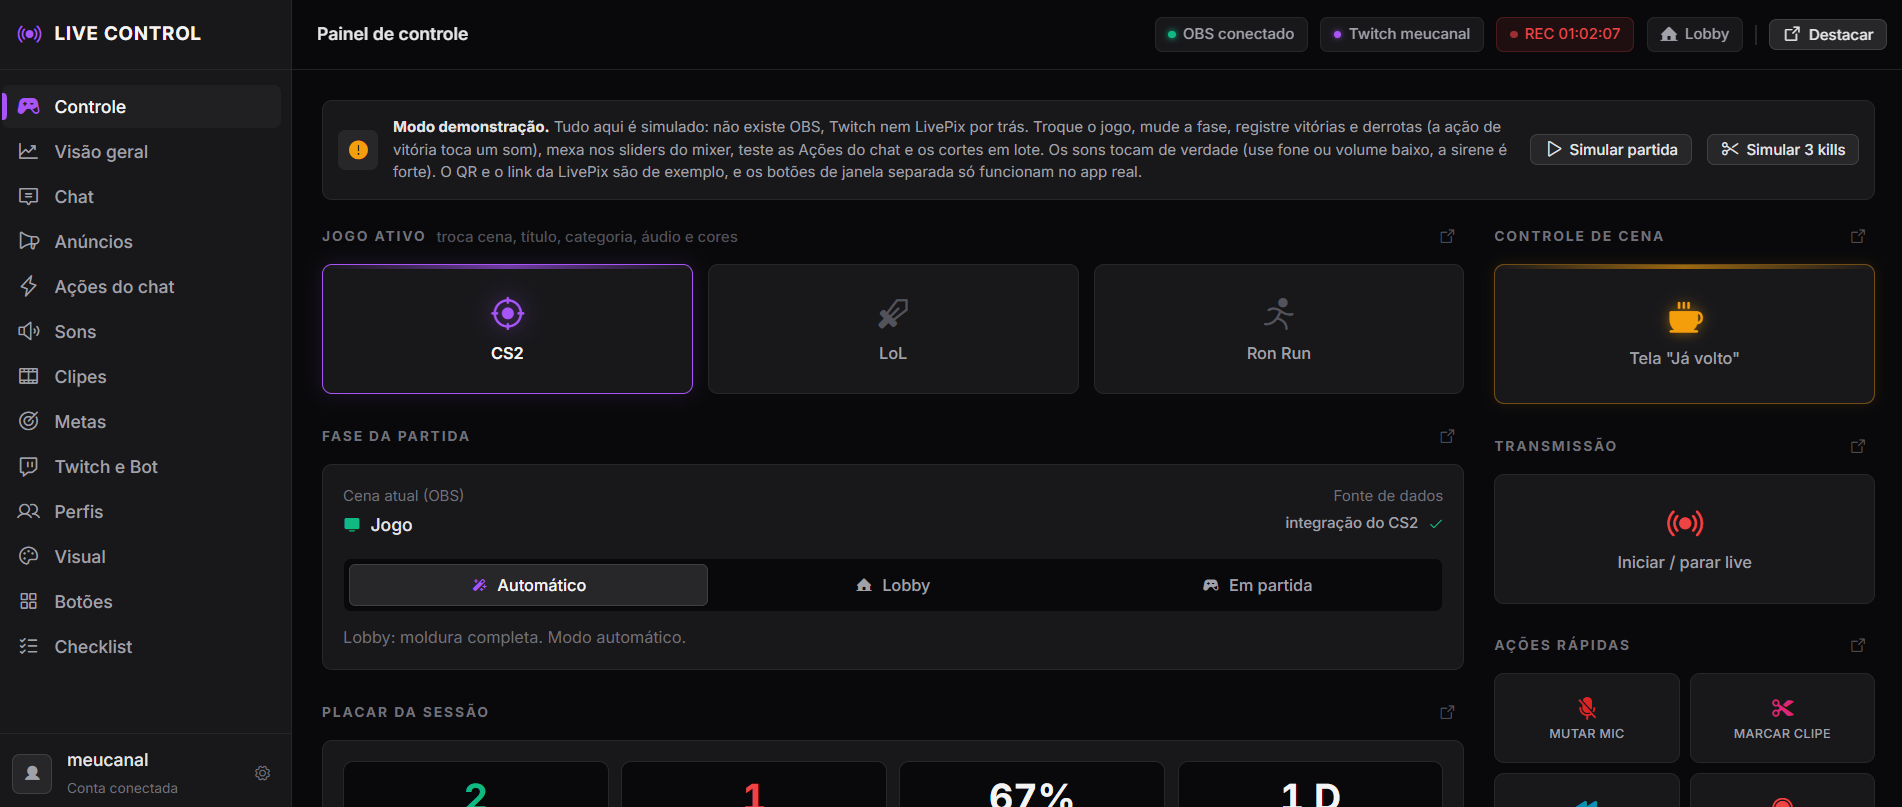 LIVE CONTROL
Controle
Visão geral
Chat
Anúncios
Ações do chat
Sons
Clipes
Metas
Twitch e Bot
Perfis
Visual
Botões
Checklist
meucanal
Conta conectada
Painel de controle
OBS conectado
Twitch meucanal
REC 01:02:07
Lobby
Destacar
Modo demonstração. Tudo aqui é simulado: não existe OBS, Twitch nem LivePix por trás. Troque o jogo, mude a fase, registre vitórias e derrotas (a ação de
vitória toca um som), mexa nos sliders do mixer, teste as Ações do chat e os cortes em lote. Os sons tocam de verdade (use fone ou volume baixo, a sirene é
forte). O QR e o link da LivePix são de exemplo, e os botões de janela separada só funcionam no app real.
Simular partida
Simular 3 kills
JOGO ATIVO troca cena, título, categoria, áudio e cores
CS2
LoL
Ron Run
FASE DA PARTIDA
Cena atual (OBS)
Jogo
Fonte de dados
integração do CS2
Automático
Lobby
Em partida
Lobby: moldura completa. Modo automático.
PLACAR DA SESSÃO
2
1
67%
1 D
CONTROLE DE CENA
Tela "Já volto"
TRANSMISSÃO
Iniciar / parar live
AÇÕES RÁPIDAS
MUTAR MIC
MARCAR CLIPE